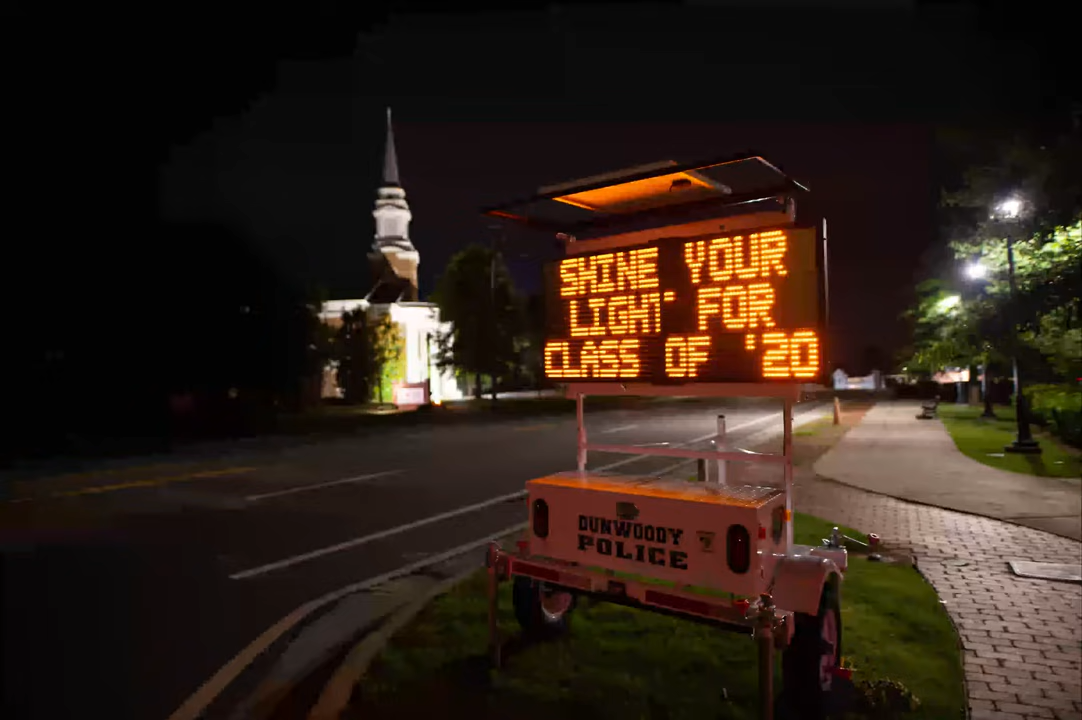 SHINE YOUR
LIGHT FOR
CLASS OF '20
DUNWOODY
POLICE